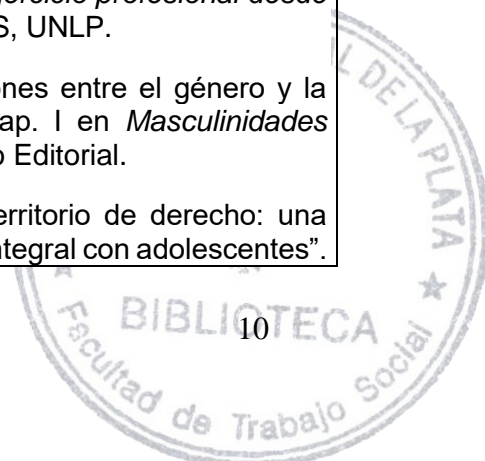 ejercicio profesional desde
S, UNLP.
ones entre el género y la
ap. I en Masculinidades
o Editorial.
erritorio de derecho: una
ntegral con adolescentes”.
DE LA PLATA
BIBLIOTECA
10
Facultad de Trabajo Social